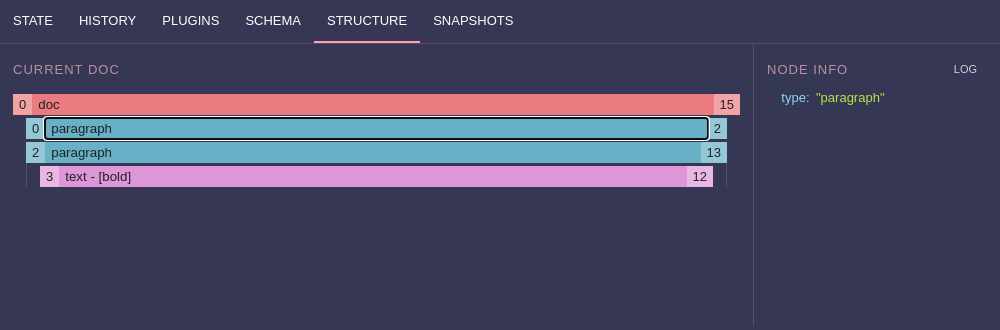 STATE HISTORY PLUGINS SCHEMA STRUCTURE SNAPSHOTS
CURRENT DOC
0 doc 15
0 paragraph 2
2 paragraph 13
3 text - [bold] 12
NODE INFO LOG
type: "paragraph"